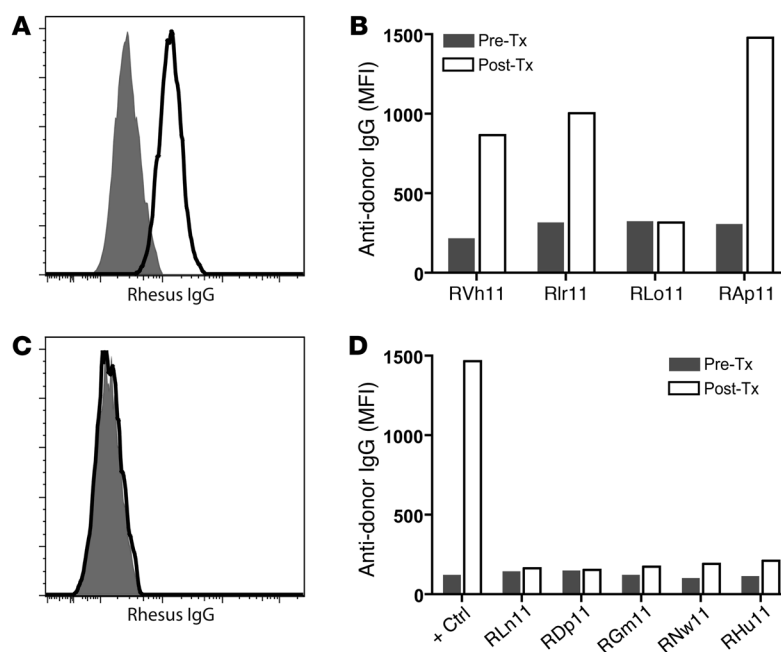 A
Rhesus IgG
B
Anti-donor IgG (MFI)
1500
1000
500
0
Pre-Tx
Post-Tx
RVh11 RIr11 RLo11 RAp11
C
Rhesus IgG
D
Anti-donor IgG (MFI)
1500
1000
500
0
Pre-Tx
Post-Tx
+ Ctrl RLn11 RDp11 RGm11 RNw11 RHu11